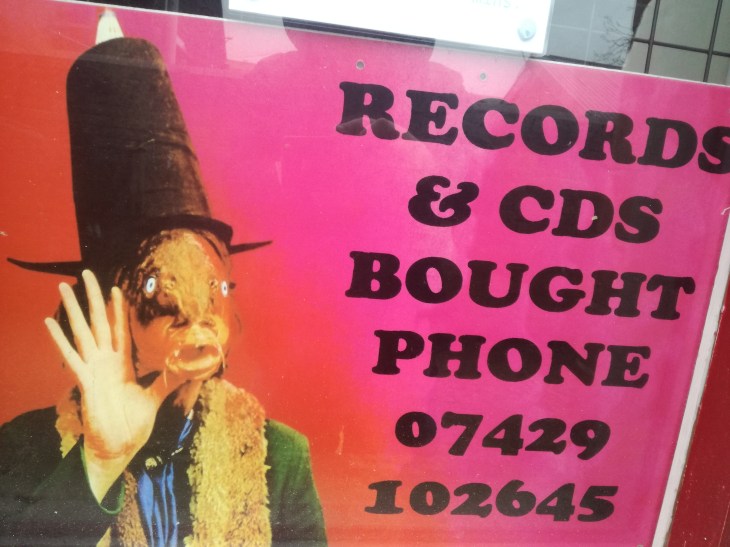 RECORDS
& CDS
BOUGHT
PHONE
07429
102645